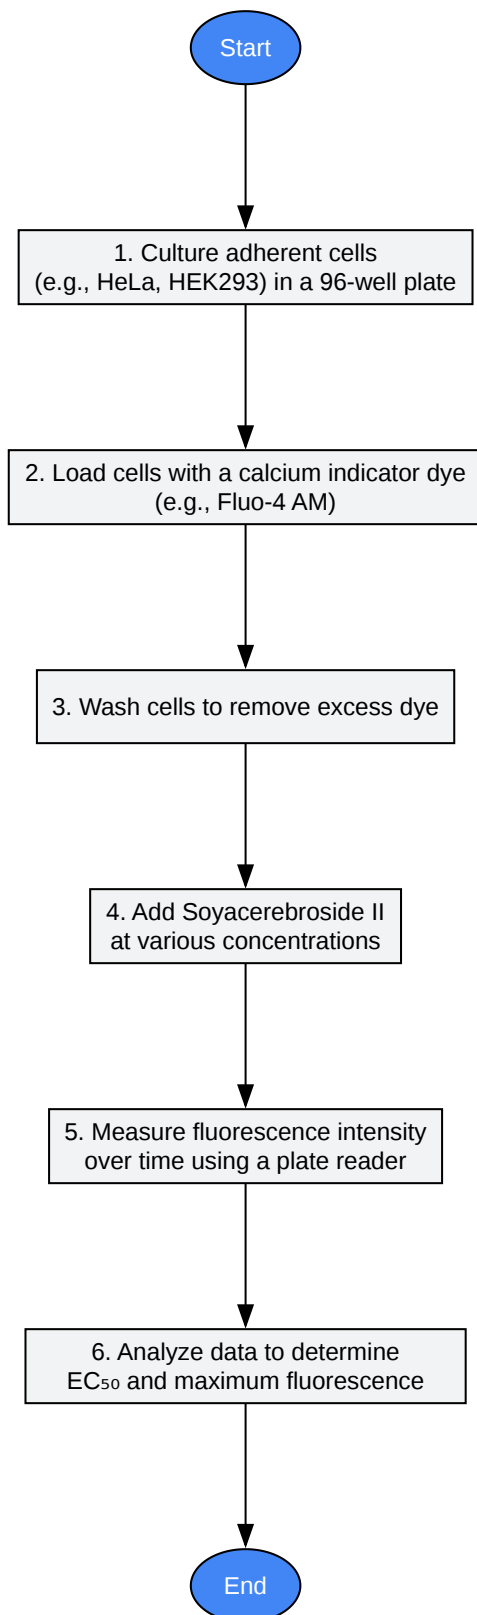 Start
1. Culture adherent cells
(e.g., HeLa, HEK293) in a 96-well plate
2. Load cells with a calcium indicator dye
(e.g., Fluo-4 AM)
3. Wash cells to remove excess dye
4. Add Soyacerebroside II
at various concentrations
5. Measure fluorescence intensity
over time using a plate reader
6. Analyze data to determine
EC₅₀ and maximum fluorescence
End